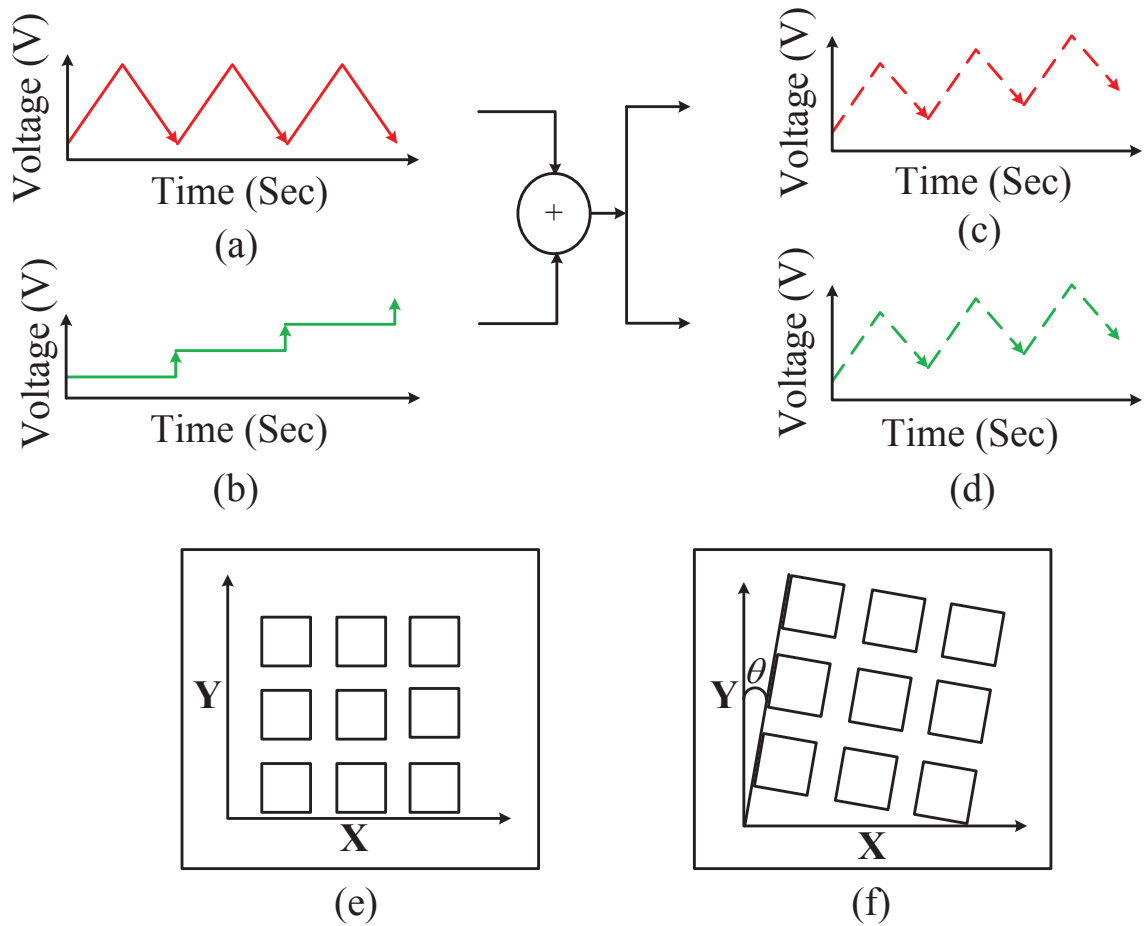 Voltage (V)
Time (Sec)
(a)
Voltage (V)
Time (Sec)
(b)
+
Voltage (V)
Time (Sec)
(c)
Voltage (V)
Time (Sec)
(d)
Y
X
(e)
Y
θ
X
(f)